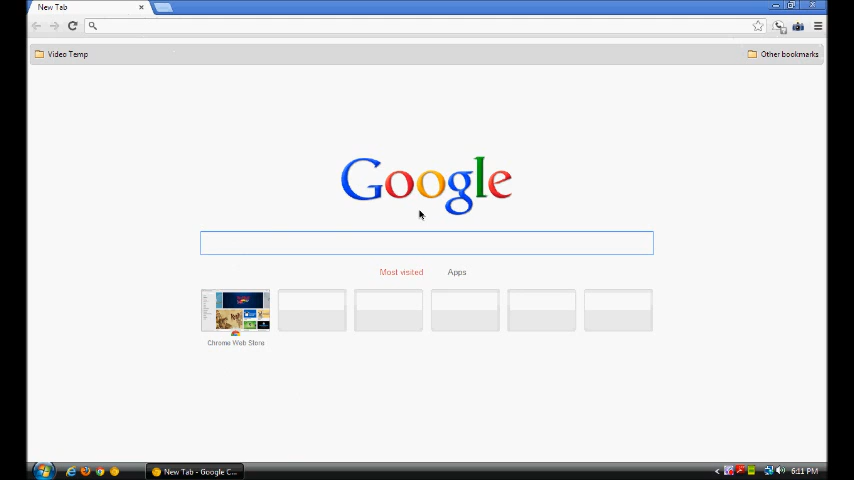 New Tab
Video Temp
Other bookmarks
Google
Most visited
Apps
Chrome Web Store
New Tab - Google C...
6:11 PM